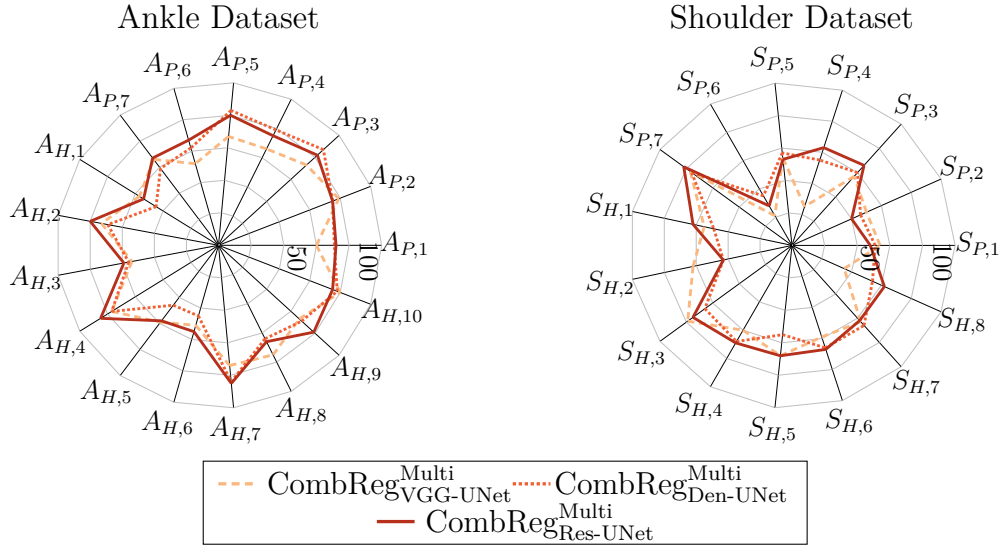 Ankle Dataset
A_{P,1}
A_{P,2}
A_{P,3}
A_{P,4}
A_{P,5}
A_{P,6}
A_{P,7}
A_{H,1}
A_{H,2}
A_{H,3}
A_{H,4}
A_{H,5}
A_{H,6}
A_{H,7}
A_{H,8}
A_{H,9}
A_{H,10}
50
100
Shoulder Dataset
S_{P,1}
S_{P,2}
S_{P,3}
S_{P,4}
S_{P,5}
S_{P,6}
S_{P,7}
S_{H,1}
S_{H,2}
S_{H,3}
S_{H,4}
S_{H,5}
S_{H,6}
S_{H,7}
S_{H,8}
50
100
CombReg^{Multi}_{VGG-UNet} CombReg^{Multi}_{Den-UNet}
CombReg^{Multi}_{Res-UNet}